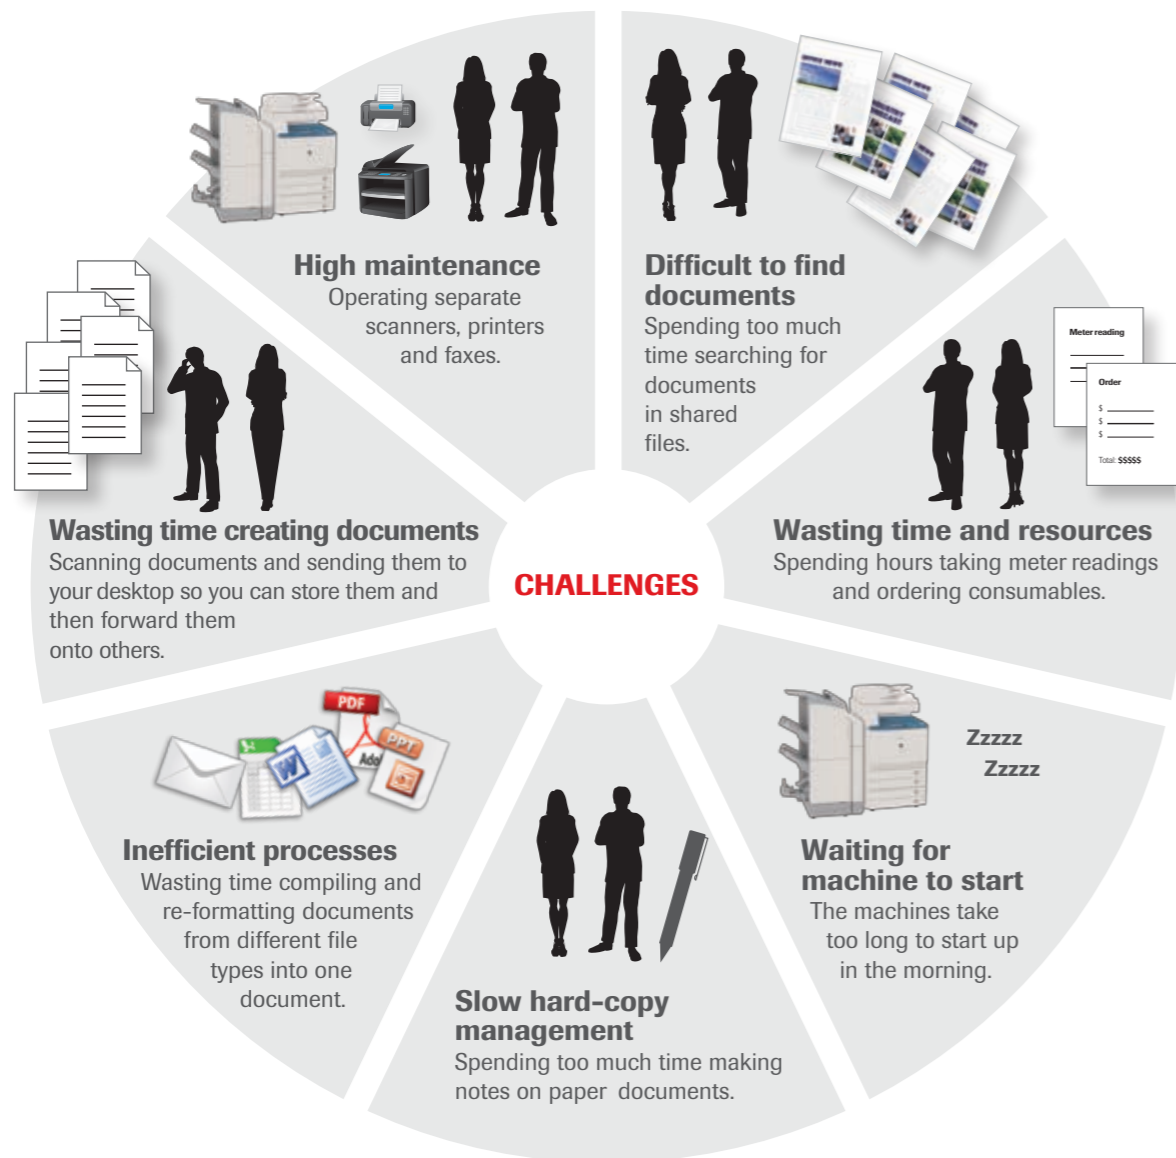 High maintenance
Operating separate
scanners, printers
and faxes.
Difficult to find
documents
Spending too much
time searching for
documents
in shared
files.
Meter reading
Order
$
$
$
Total: $$$$$
Wasting time and resources
Spending hours taking meter readings
and ordering consumables.
Wasting time creating documents
Scanning documents and sending them to
your desktop so you can store them and
then forward them
onto others.
CHALLENGES
Zzzzz
Zzzzz
Waiting for
machine to start
The machines take
too long to start up
in the morning.
PDF
Ado
PPT
W
Inefficient processes
Wasting time compiling and
re-formatting documents
from different file
types into one
document.
Slow hard-copy
management
Spending too much time making
notes on paper documents.